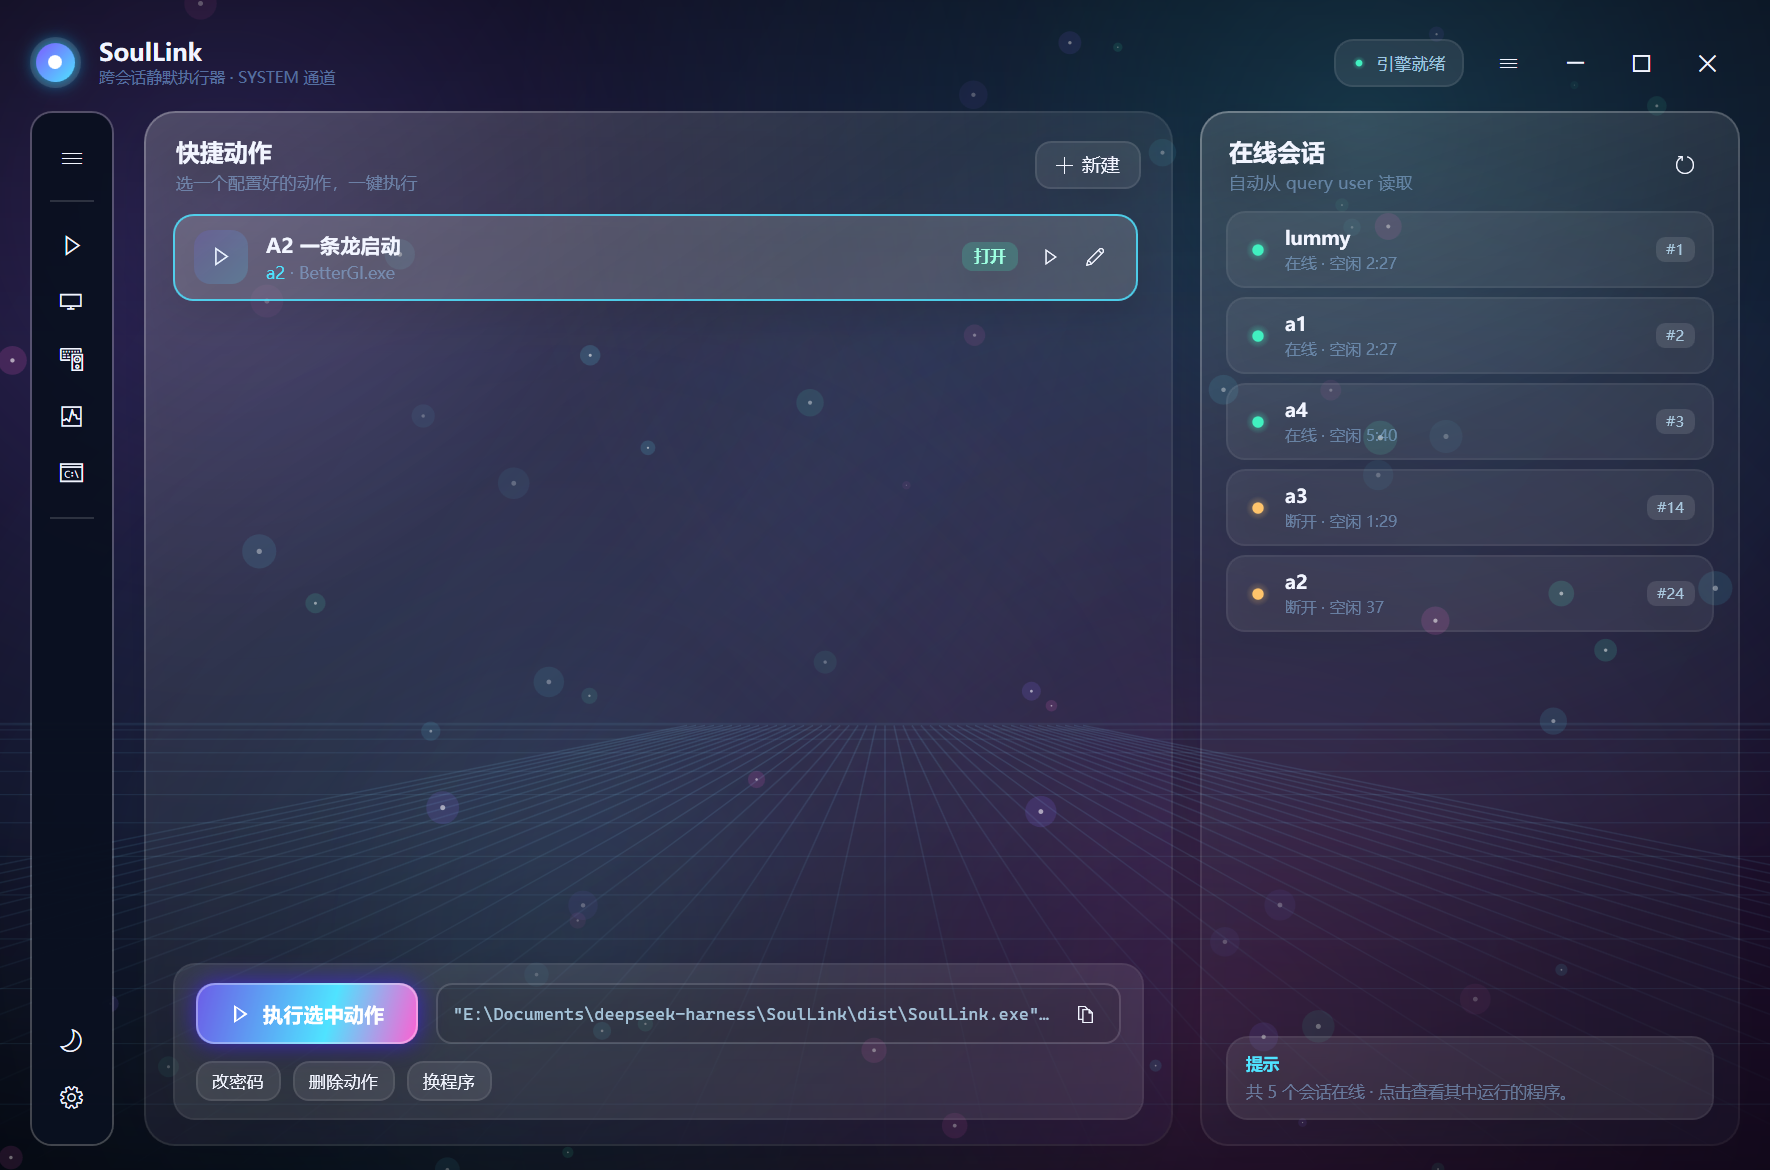 SoulLink
跨会话静默执行器 · SYSTEM 通道
引擎就绪
快捷动作
选一个配置好的动作，一键执行
新建
A2 一条龙启动
a2 · BetterGI.exe
打开
C:\
执行选中动作
"E:\Documents\deepseek-harness\SoulLink\dist\SoulLink.exe"…
改密码
删除动作
换程序
在线会话
自动从 query user 读取
lummy
在线 · 空闲 2:27
#1
a1
在线 · 空闲 2:27
#2
a4
在线 · 空闲 5:40
#3
a3
断开 · 空闲 1:29
#14
a2
断开 · 空闲 37
#24
提示
共 5 个会话在线 · 点击查看其中运行的程序。